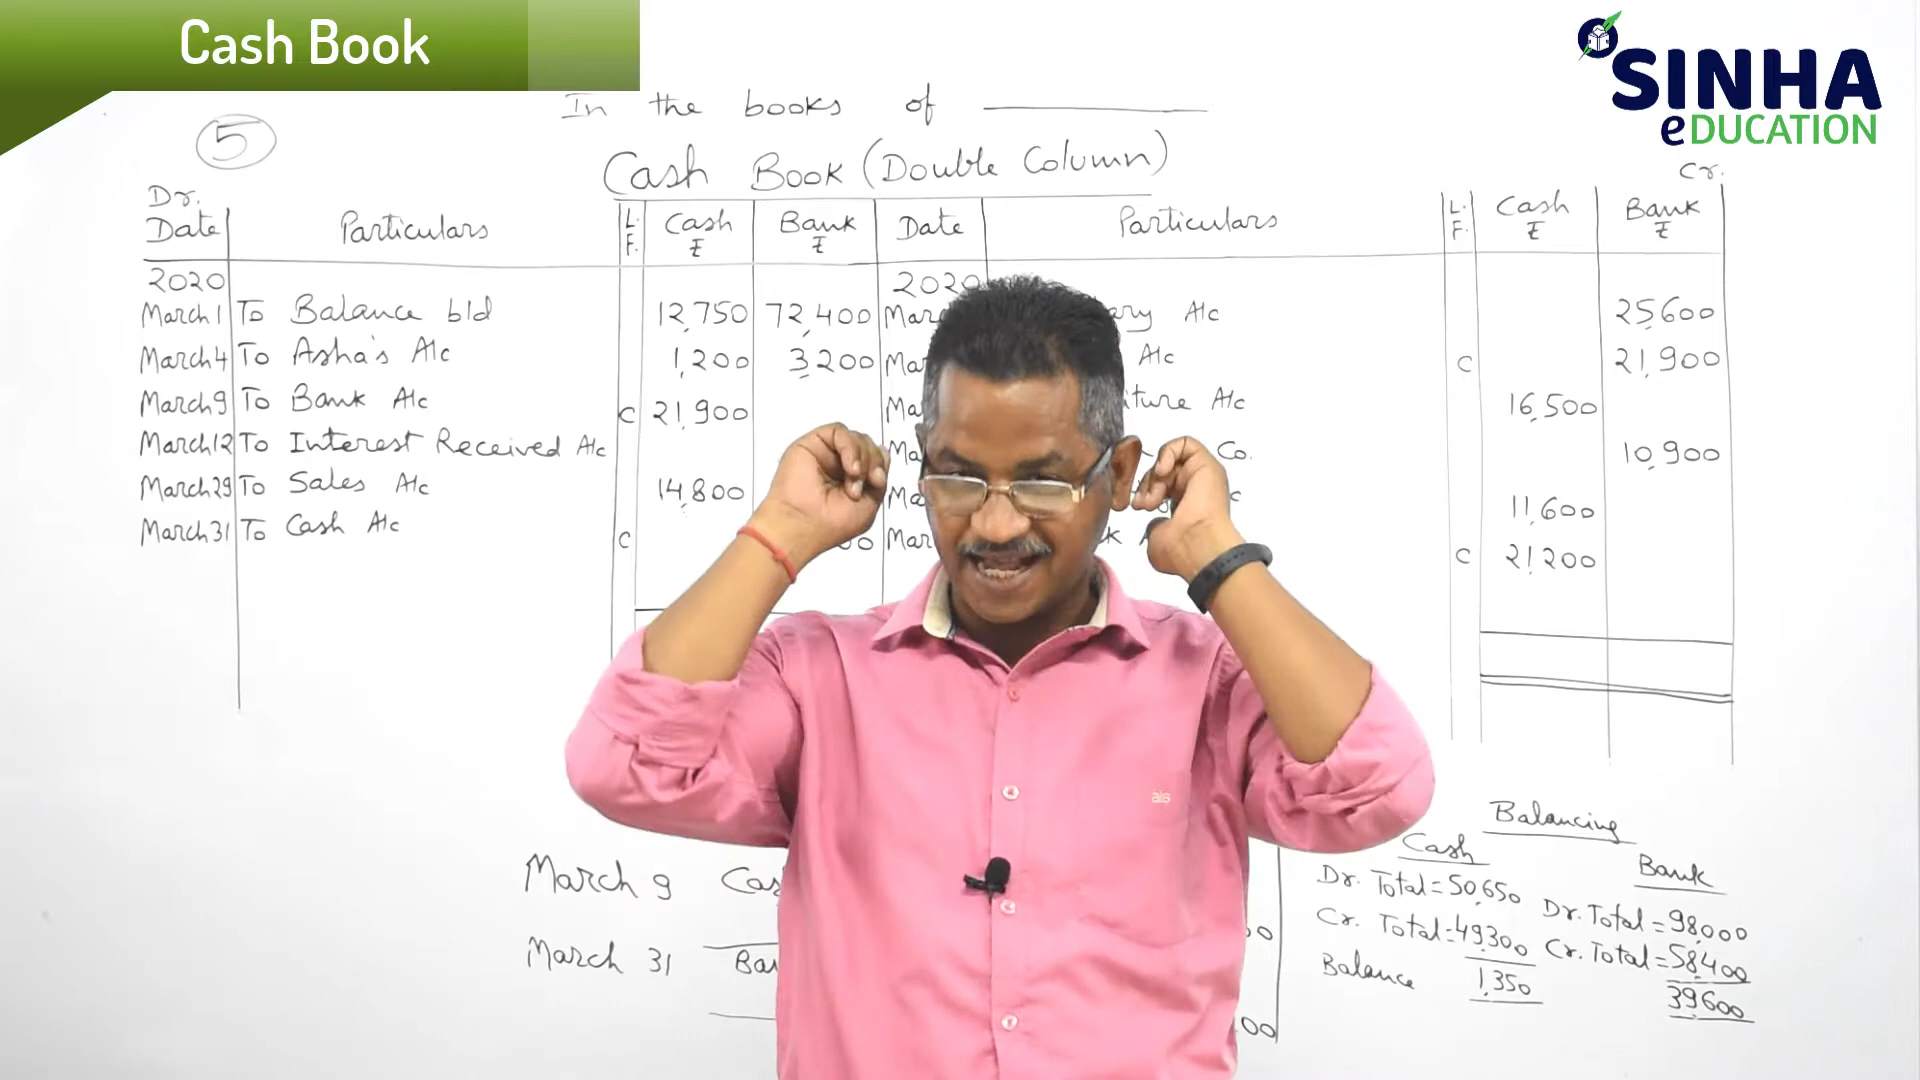 Cash Book
SINHA
eDUCATION
In the books of
5
Cash Book (Double Column)
Dr. Cr.
Date Particulars L.F. Cash ₹ Bank ₹ Date Particulars L.F. Cash ₹ Bank ₹
2020 2020
March 1 To Balance b/d 12,750 72,400 A/c 25,600
March 4 To Asha's A/c 1,200 3,200 A/c C 21,900
March 9 To Bank A/c C 21,900 A/c 16,500
March 12 To Interest Received A/c Co. 10,900
March 29 To Sales A/c 14,800 11,600
March 31 To Cash A/c C C 21,200
Balancing
Cash Bank
March 9
Dr. Total = 50,650 Dr. Total = 98,000
Cr. Total = 49,300 Cr. Total = 58,400
March 31
Balance 1,350 39,600
als